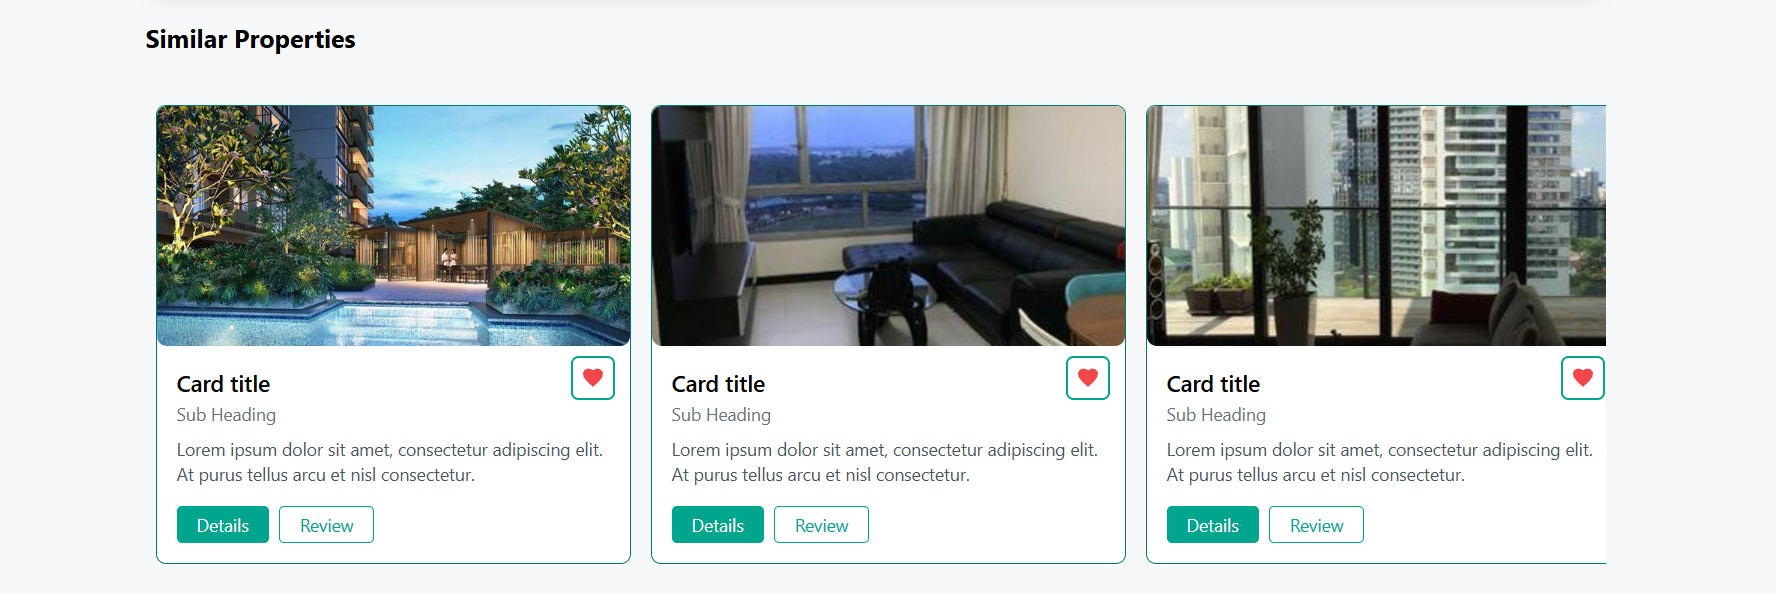 Similar Properties
Card title
Sub Heading
Lorem ipsum dolor sit amet, consectetur adipiscing elit.
At purus tellus arcu et nisl consectetur.
Details
Review
Card title
Sub Heading
Lorem ipsum dolor sit amet, consectetur adipiscing elit.
At purus tellus arcu et nisl consectetur.
Details
Review
Card title
Sub Heading
Lorem ipsum dolor sit amet, consectetur adipiscing elit.
At purus tellus arcu et nisl consectetur.
Details
Review